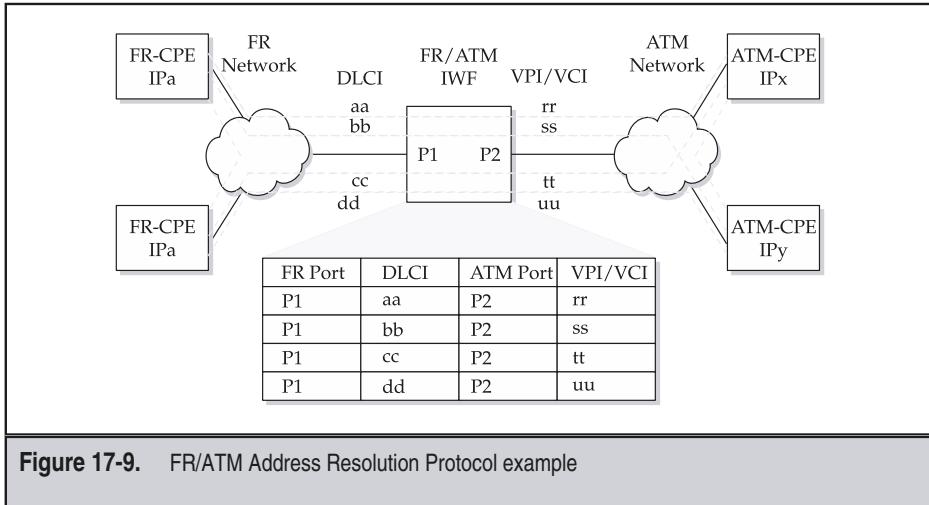 FR-CPE
IPa
FR
Network
DLCI
FR/ATM
IWF
VPI/VCI
ATM
Network
ATM-CPE
IPx
aa
bb
rr
ss
P1
P2
cc
dd
tt
uu
FR-CPE
IPa
ATM-CPE
IPy
FR Port DLCI ATM Port VPI/VCI
P1 aa P2 rr
P1 bb P2 ss
P1 cc P2 tt
P1 dd P2 uu
Figure 17-9. FR/ATM Address Resolution Protocol example